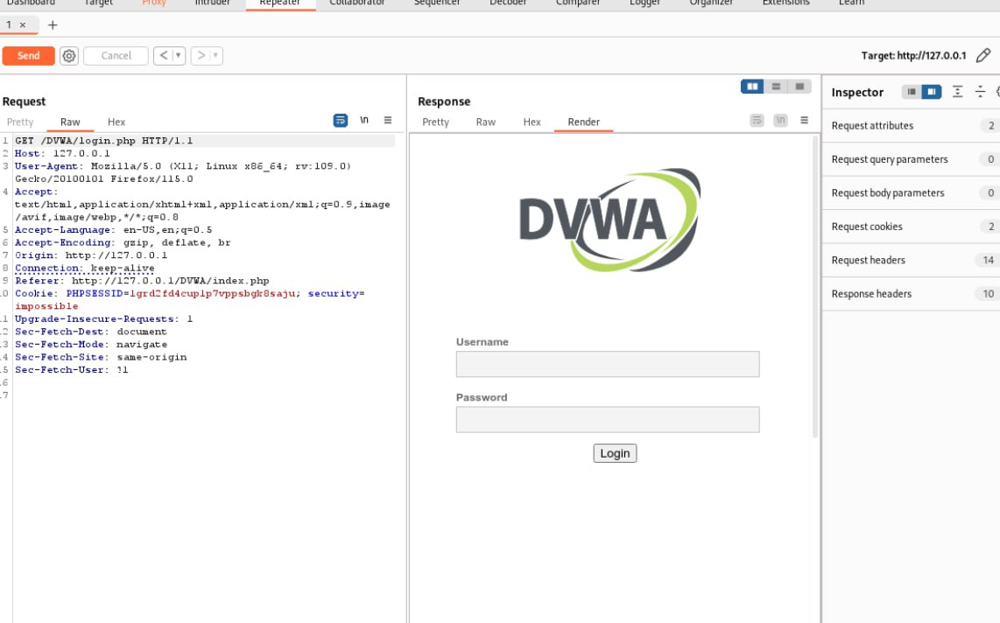 Dashboard Target Proxy Intruder Repeater Collaborator Sequencer Decoder Comparer Logger Organizer Extensions Learn
1 × +
Send Cancel < > Target: http://127.0.0.1
Request
Pretty Raw Hex \n
1 GET /DVWA/login.php HTTP/1.1
2 Host: 127.0.0.1
3 User-Agent: Mozilla/5.0 (X11; Linux x86_64; rv:109.0)
Gecko/20100101 Firefox/115.0
4 Accept:
text/html,application/xhtml+xml,application/xml;q=0.9,image
/avif,image/webp,*/*;q=0.8
5 Accept-Language: en-US,en;q=0.5
6 Accept-Encoding: gzip, deflate, br
7 Origin: http://127.0.0.1
8 Connection: keep-alive
9 Referer: http://127.0.0.1/DVWA/index.php
0 Cookie: security=
impossible
1 Upgrade-Insecure-Requests: 1
2 Sec-Fetch-Dest: document
3 Sec-Fetch-Mode: navigate
4 Sec-Fetch-Site: same-origin
5 Sec-Fetch-User: ?1
6
7
Response
Pretty Raw Hex Render \n
DVWA
Username
Password
Login
Inspector
Request attributes 2
Request query parameters 0
Request body parameters 0
Request cookies 2
Request headers 14
Response headers 10